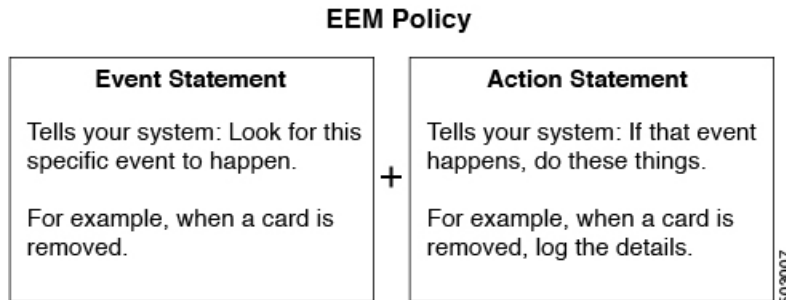 EEM Policy
Event Statement
Tells your system: Look for this
specific event to happen.
For example, when a card is
removed.
+
Action Statement
Tells your system: If that event
happens, do these things.
For example, when a card is
removed, log the details.